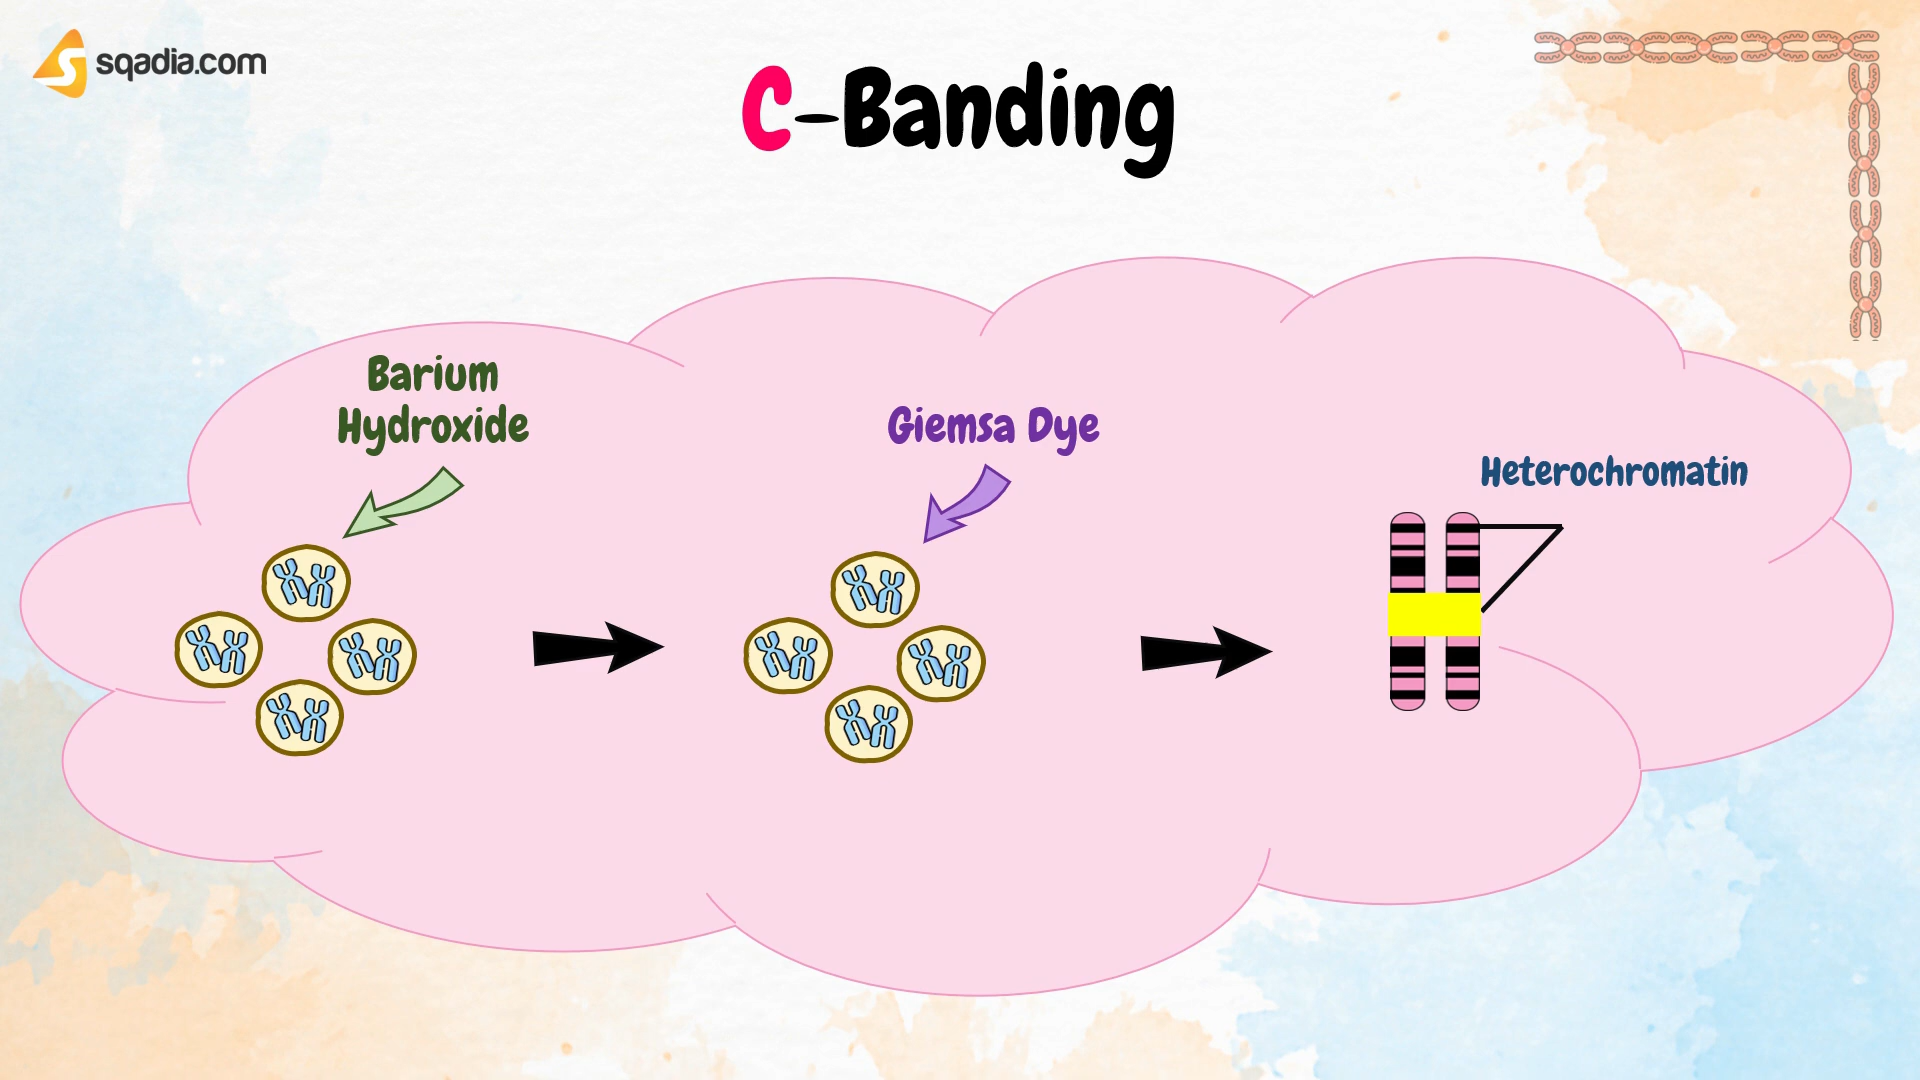 sqadia.com
C-Banding
Barium
Hydroxide
Giemsa Dye
Heterochromatin